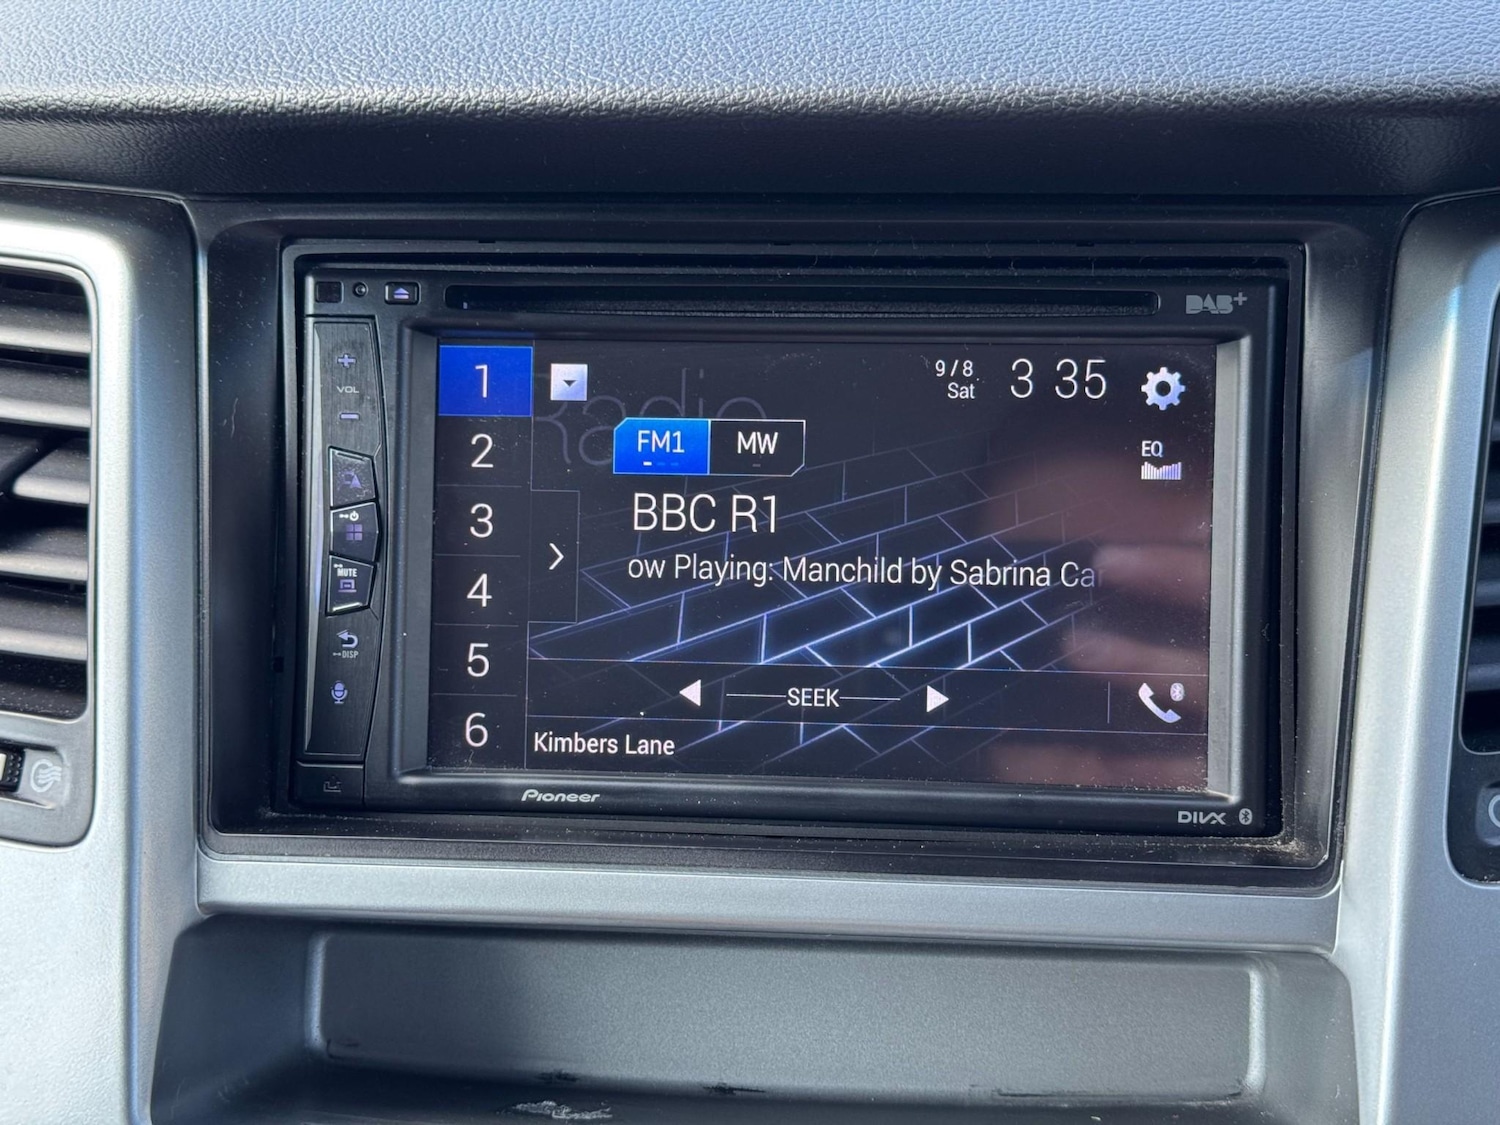 DAB+
VOL
MUTE
DISP
1
2
3
4
5
6
Radio
9/8
Sat
3 35
FM1
MW
EQ
BBC R1
ow Playing: Manchild by Sabrina Ca
SEEK
Kimbers Lane
Pioneer
DIVX